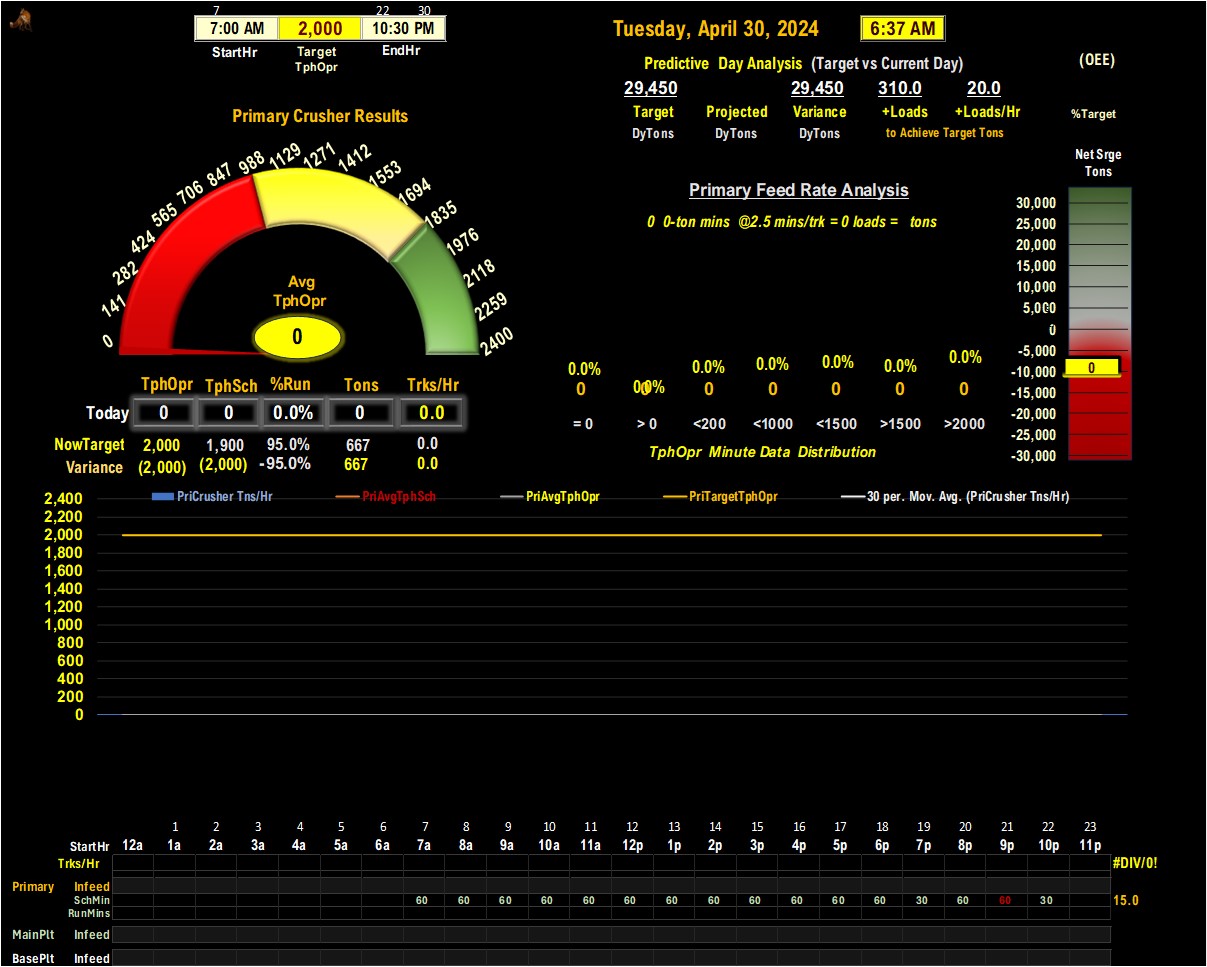 7 22 30
7:00 AM 2,000 10:30 PM
StartHr Target TphOpr EndHr
Tuesday, April 30, 2024 6:37 AM
Predictive Day Analysis (Target vs Current Day)
(OEE)
29,450 29,450 310.0 20.0
Target Projected Variance +Loads +Loads/Hr
%Target
DyTons DyTons DyTons to Achieve Target Tons
Primary Crusher Results
0 141 282 424 565 706 847 988 1129 1271 1412 1553 1694 1835 1976 2118 2259 2400
Avg
TphOpr
0
Net Srge
Tons
Primary Feed Rate Analysis
0 0-ton mins @2.5 mins/trk = 0 loads = tons
30,000
25,000
20,000
15,000
10,000
5,000
0
-5,000
-10,000
-15,000
-20,000
-25,000
-30,000
0
0.0% 0.0% 0.0% 0.0% 0.0% 0.0% 0.0%
0 0 0 0 0 0 0
= 0 > 0 <200 <1000 <1500 >1500 >2000
TphOpr Minute Data Distribution
TphOpr TphSch %Run Tons Trks/Hr
Today 0 0 0.0% 0 0.0
NowTarget 2,000 1,900 95.0% 667 0.0
Variance (2,000) (2,000) -95.0% 667 0.0
PriCrusher Tns/Hr PriAvgTphSch PriAvgTphOpr PriTargetTphOpr 30 per. Mov. Avg. (PriCrusher Tns/Hr)
2,400
2,200
2,000
1,800
1,600
1,400
1,200
1,000
800
600
400
200
0
1 2 3 4 5 6 7 8 9 10 11 12 13 14 15 16 17 18 19 20 21 22 23
StartHr 12a 1a 2a 3a 4a 5a 6a 7a 8a 9a 10a 11a 12p 1p 2p 3p 4p 5p 6p 7p 8p 9p 10p 11p
Trks/Hr #DIV/0!
Primary Infeed
SchMin 60 60 60 60 60 60 60 60 60 60 60 60 30 60 60 30 15.0
RunMins
MainPlt Infeed
BasePlt Infeed